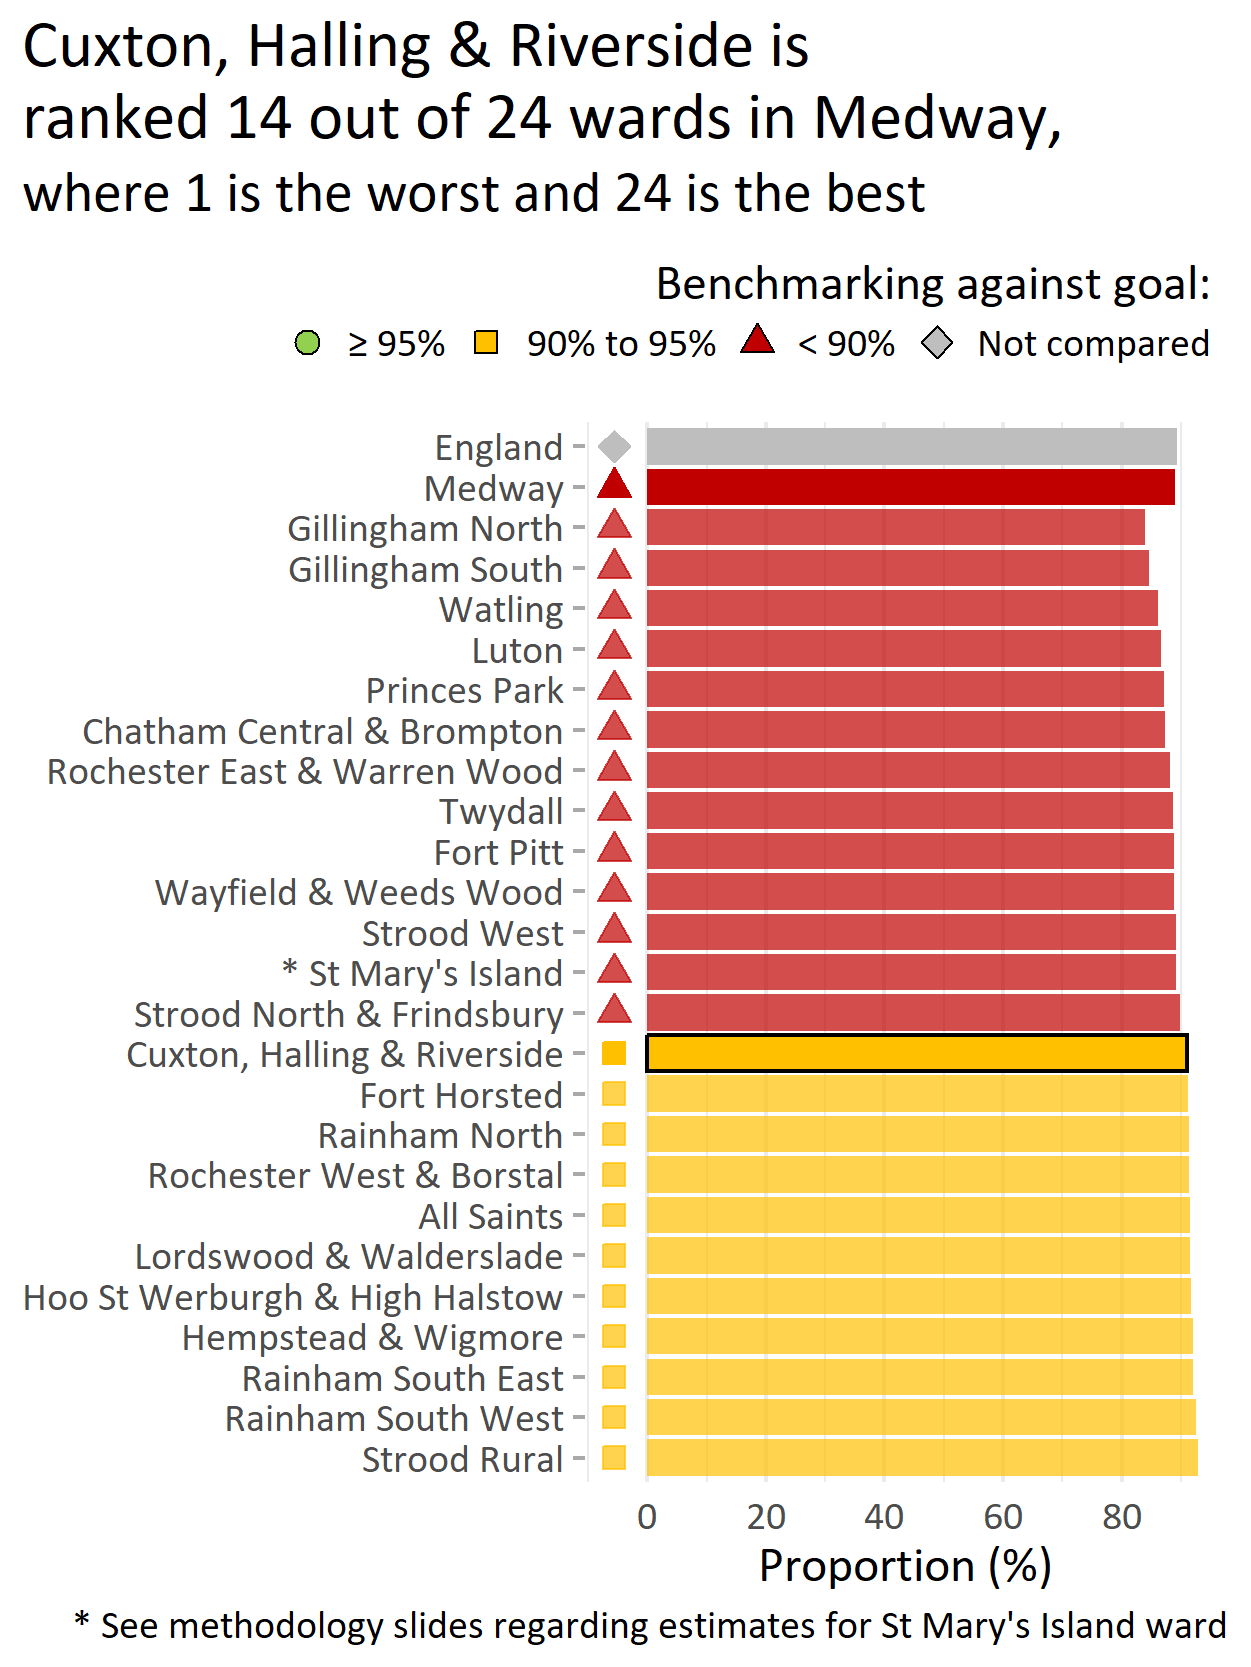 Cuxton, Halling & Riverside is
ranked 14 out of 24 wards in Medway,
where 1 is the worst and 24 is the best
Benchmarking against goal:
≥ 95% 90% to 95% < 90% Not compared
England
Medway
Gillingham North
Gillingham South
Watling
Luton
Princes Park
Chatham Central & Brompton
Rochester East & Warren Wood
Twydall
Fort Pitt
Wayfield & Weeds Wood
Strood West
* St Mary's Island
Strood North & Frindsbury
Cuxton, Halling & Riverside
Fort Horsted
Rainham North
Rochester West & Borstal
All Saints
Lordswood & Walderslade
Hoo St Werburgh & High Halstow
Hempstead & Wigmore
Rainham South East
Rainham South West
Strood Rural
0 20 40 60 80
Proportion (%)
* See methodology slides regarding estimates for St Mary's Island ward